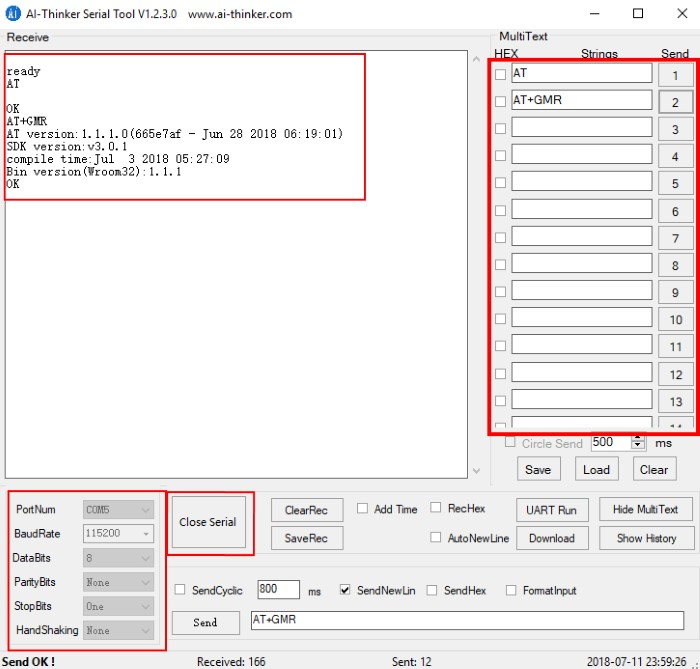 AI-Thinker Serial Tool V1.2.3.0 www.ai-thinker.com
Receive
ready
AT
OK
AT+GMR
AT version:1.1.1.0(665e7af - Jun 28 2018 06:19:01)
SDK version:v3.0.1
compile time:Jul 3 2018 05:27:09
Bin version(Wroom32):1.1.1
OK
MultiText
HEX Strings Send
AT 1
AT+GMR 2
3
4
5
6
7
8
9
10
11
12
13
14
Circle Send 500 ms
Save Load Clear
PortNum COM5
BaudRate 115200
DataBits 8
ParityBits None
StopBits One
HandShaking None
Close Serial
ClearRec Add Time RecHex UART Run Hide MultiText
SaveRec AutoNewLine Download Show History
SendCyclic 800 ms SendNewLin SendHex FomatInput
Send AT+GMR
Send OK ! Received: 166 Sent: 12 2018-07-11 23:59:26